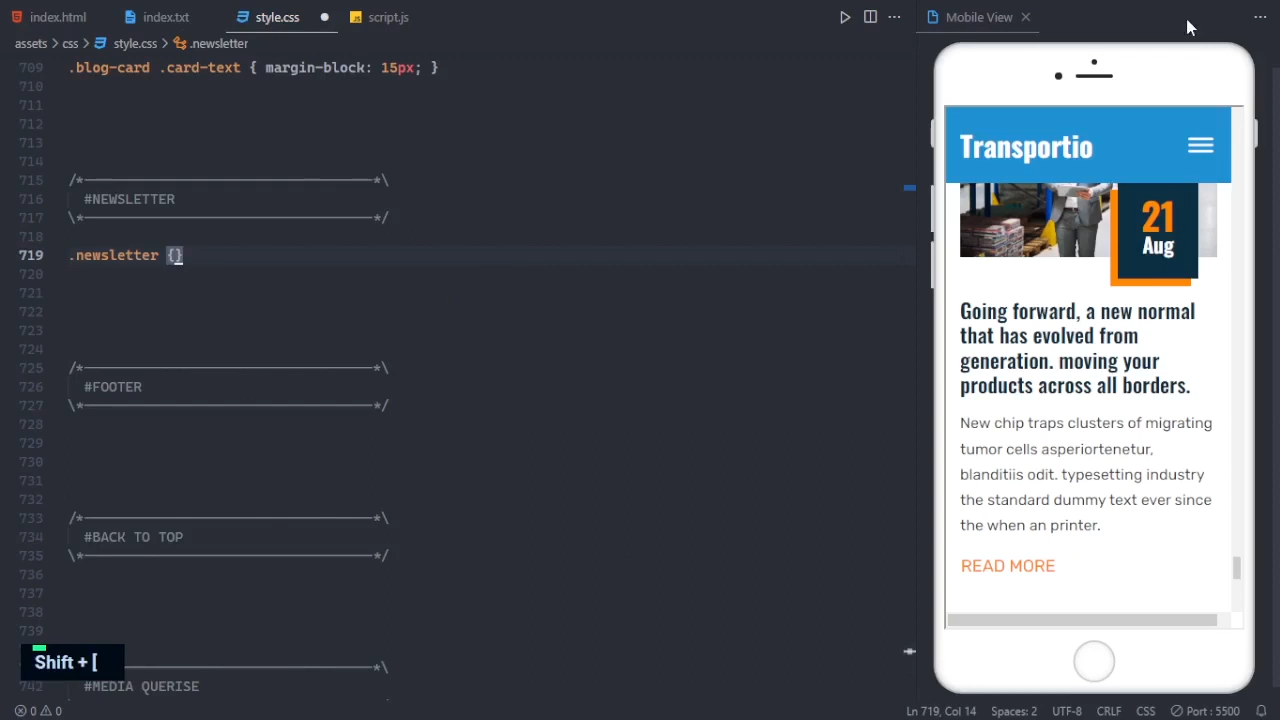 index.html
index.txt
style.css
script.js
Mobile View
assets > css > style.css > .newsletter
709 .blog-card .card-text { margin-block: 15px; }
710
711
712
713
714
715 /*-----------------------------------*\
716 #NEWSLETTER
717 \*-----------------------------------*/
718
719 .newsletter {}
720
721
722
723
724
725 /*-----------------------------------*\
726 #FOOTER
727 \*-----------------------------------*/
728
729
730
731
732
733 /*-----------------------------------*\
734 #BACK TO TOP
735 \*-----------------------------------*/
736
737
738
739
-----------------------------------*\
742 #MEDIA QUERISE
Shift + [
Transportio
21
Aug
Going forward, a new normal
that has evolved from
generation. moving your
products across all borders.
New chip traps clusters of migrating
tumor cells asperiortenetur,
blanditiis odit. typesetting industry
the standard dummy text ever since
the when an printer.
READ MORE
0 0
Ln 719, Col 14
Spaces: 2
UTF-8
CRLF
CSS
Port : 5500